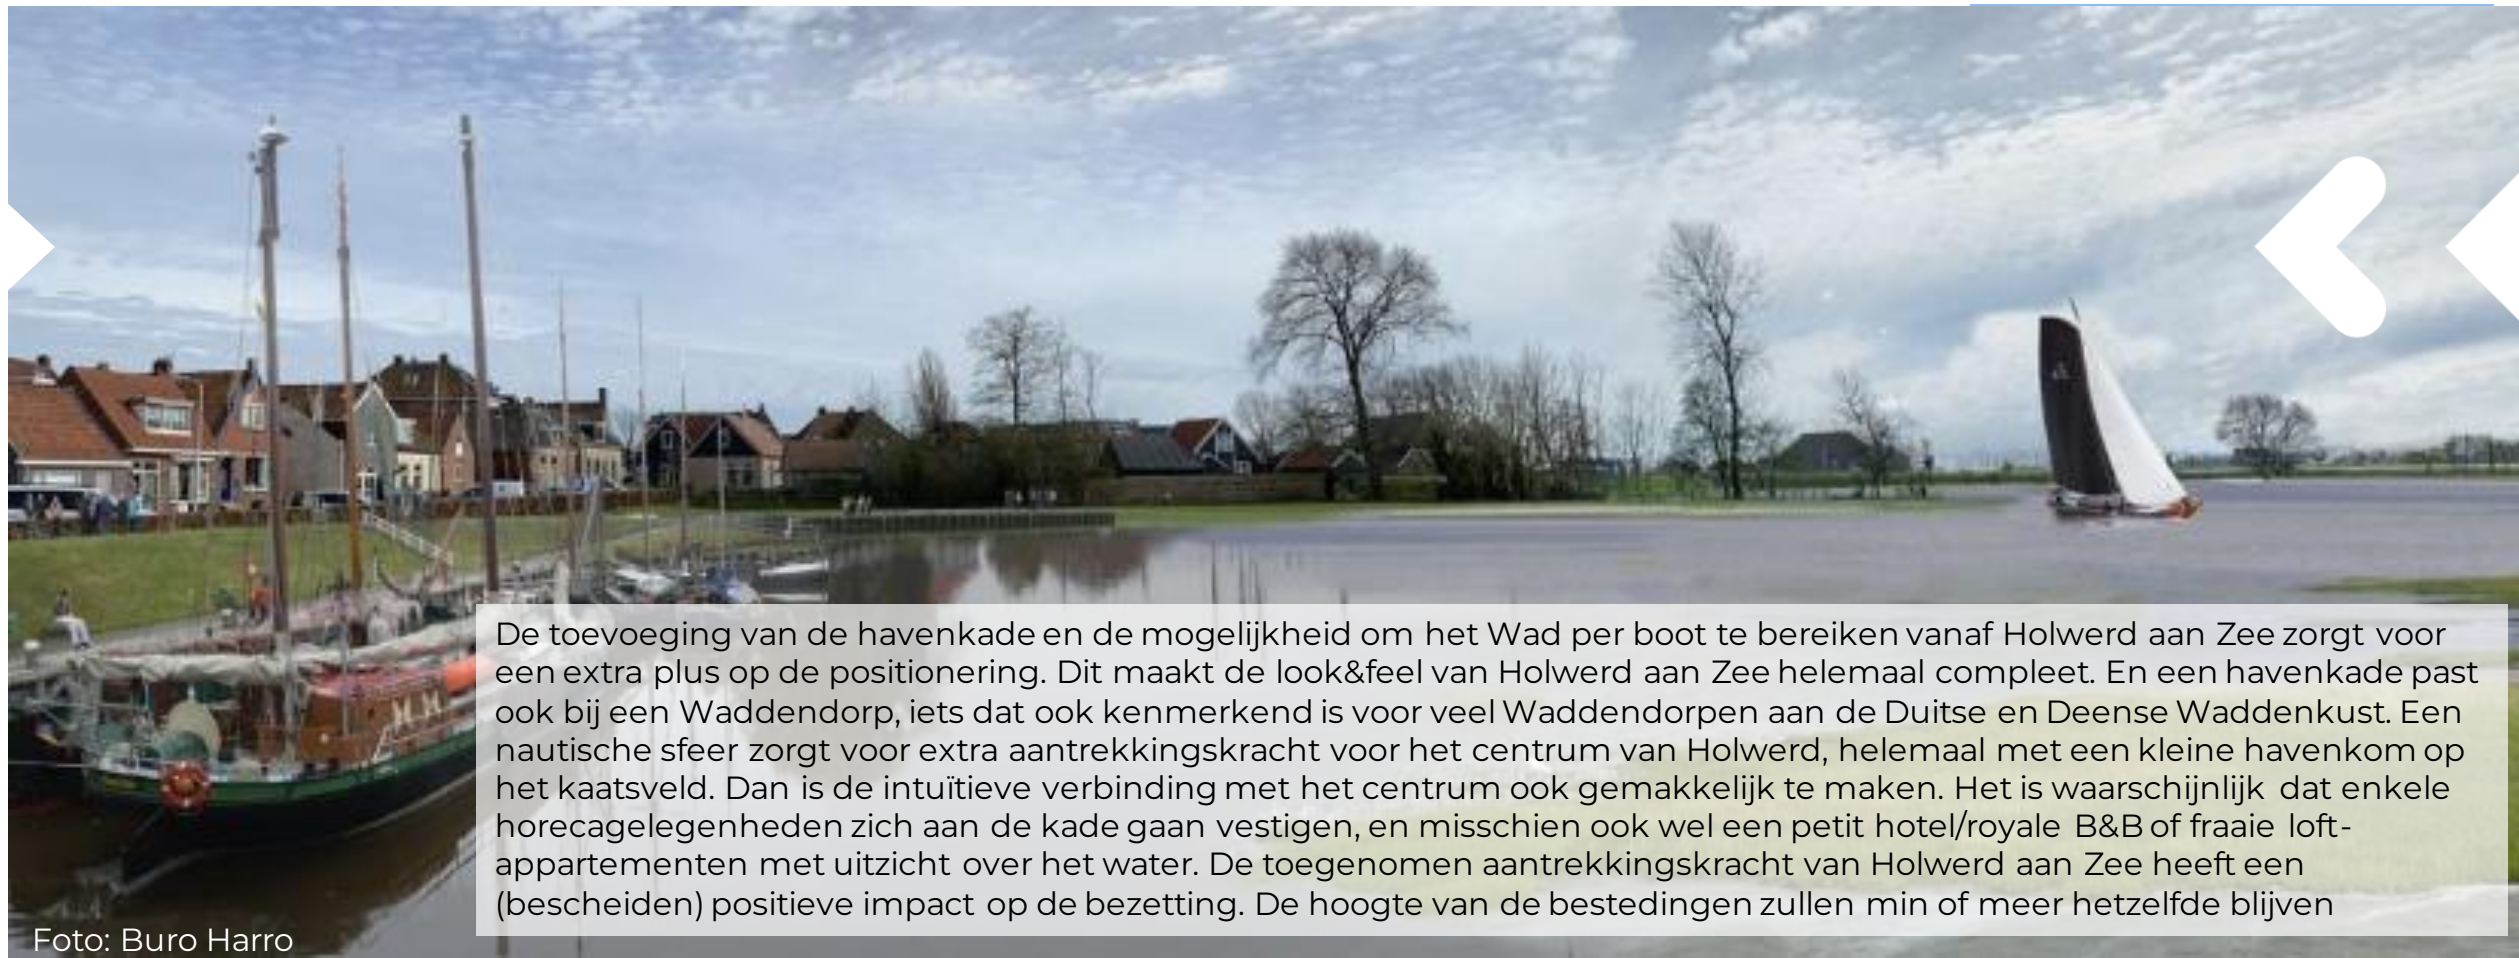 De toevoeging van de havenkade en de mogelijkheid om het Wad per boot te bereiken vanaf Holwerd aan Zee zorgt voor
een extra plus op de positionering. Dit maakt de look&feel van Holwerd aan Zee helemaal compleet. En een havenkade past
ook bij een Waddendorp, iets dat ook kenmerkend is voor veel Waddendorpen aan de Duitse en Deense Waddenkust. Een
nautische sfeer zorgt voor extra aantrekkingskracht voor het centrum van Holwerd, helemaal met een kleine havenkom op
het kaatsveld. Dan is de intuïtieve verbinding met het centrum ook gemakkelijk te maken. Het is waarschijnlijk dat enkele
horecagelegenheden zich aan de kade gaan vestigen, en misschien ook wel een petit hotel/royale B&B of fraaie loft-
appartementen met uitzicht over het water. De toegenomen aantrekkingskracht van Holwerd aan Zee heeft een
(bescheiden) positieve impact op de bezetting. De hoogte van de bestedingen zullen min of meer hetzelfde blijven
Foto: Buro Harro